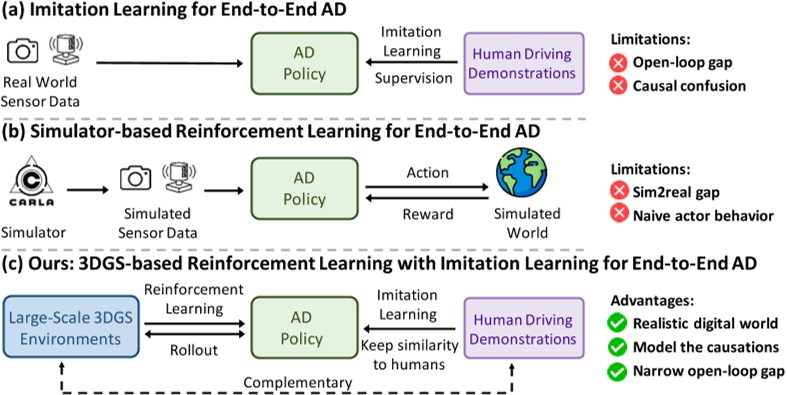 (a) Imitation Learning for End-to-End AD
Real World
Sensor Data
AD
Policy
Imitation
Learning
Supervision
Human Driving
Demonstrations
Limitations:
Open-loop gap
Causal confusion
(b) Simulator-based Reinforcement Learning for End-to-End AD
CARLA
Simulator
Simulated
Sensor Data
AD
Policy
Action
Reward
Simulated
World
Limitations:
Sim2real gap
Naive actor behavior
(c) Ours: 3DGS-based Reinforcement Learning with Imitation Learning for End-to-End AD
Large-Scale 3DGS
Environments
Reinforcement
Learning
Rollout
AD
Policy
Imitation
Learning
Keep similarity
to humans
Human Driving
Demonstrations
Complementary
Advantages:
Realistic digital world
Model the causations
Narrow open-loop gap